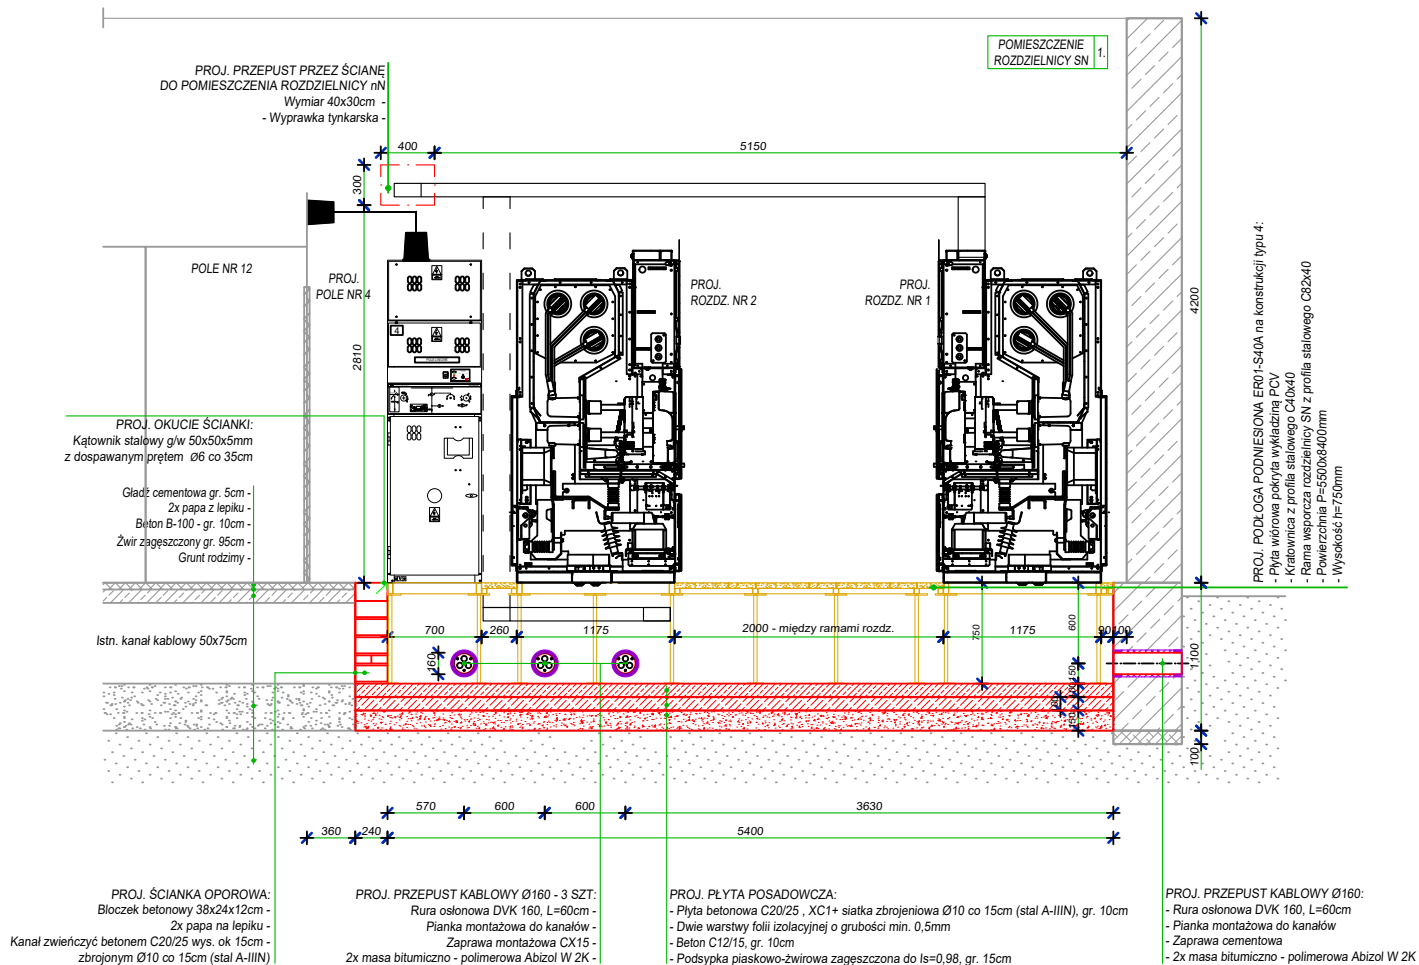 POMIESZCZENIE
ROZDZIELNICY SN
1.
PROJ. PRZEPUST PRZEZ ŚCIANĘ
DO POMIESZCZENIA ROZDZIELNICY nN
Wymiar 40x30cm -
- Wyprawka tynkarska -
400
5150
300
2810
4200
POLE NR 12
PROJ.
POLE NR 4
4
PROJ.
ROZDZ. NR 2
PROJ.
ROZDZ. NR 1
PROJ. PODŁOGA PODNIESIONA ER01-S40A na konstrukcji typu 4:
- Płyta wiórowa pokryta wykładziną PCV
- Kratownica z profila stalowego C40x40
- Rama wsporcza rozdzielnicy SN z profila stalowego C82x40
- Powierzchnia P=5500x8400mm
- Wysokość h=750mm
PROJ. OKUCIE ŚCIANKI:
Kątownik stalowy g/w 50x50x5mm
z dospawanym prętem Ø6 co 35cm
Gładź cementowa gr. 5cm -
2x papa z lepiku -
Beton B-100 - gr. 10cm -
Żwir zagęszczony gr. 95cm -
Grunt rodzimy -
Istn. kanał kablowy 50x75cm
700
260
1175
2000 - między ramami rozdz.
750
1175
600
90
100
160
150
100
150
1100
100
570
600
600
3630
360
240
5400
PROJ. ŚCIANKA OPOROWA:
Bloczek betonowy 38x24x12cm -
2x papa na lepiku -
Kanał zwieńczyć betonem C20/25 wys. ok 15cm -
zbrojonym Ø10 co 15cm (stal A-IIIN)
PROJ. PRZEPUST KABLOWY Ø160 - 3 SZT:
Rura osłonowa DVK 160, L=60cm -
Pianka montażowa do kanałów -
Zaprawa montażowa CX15 -
2x masa bitumiczno - polimerowa Abizol W 2K -
PROJ. PŁYTA POSADOWCZA:
- Płyta betonowa C20/25 , XC1+ siatka zbrojeniowa Ø10 co 15cm (stal A-IIIN), gr. 10cm
- Dwie warstwy folii izolacyjnej o grubości min. 0,5mm
- Beton C12/15, gr. 10cm
- Podsypka piaskowo-żwirowa zagęszczona do Is=0,98, gr. 15cm
PROJ. PRZEPUST KABLOWY Ø160:
- Rura osłonowa DVK 160, L=60cm
- Pianka montażowa do kanałów
- Zaprawa cementowa
- 2x masa bitumiczno - polimerowa Abizol W 2K